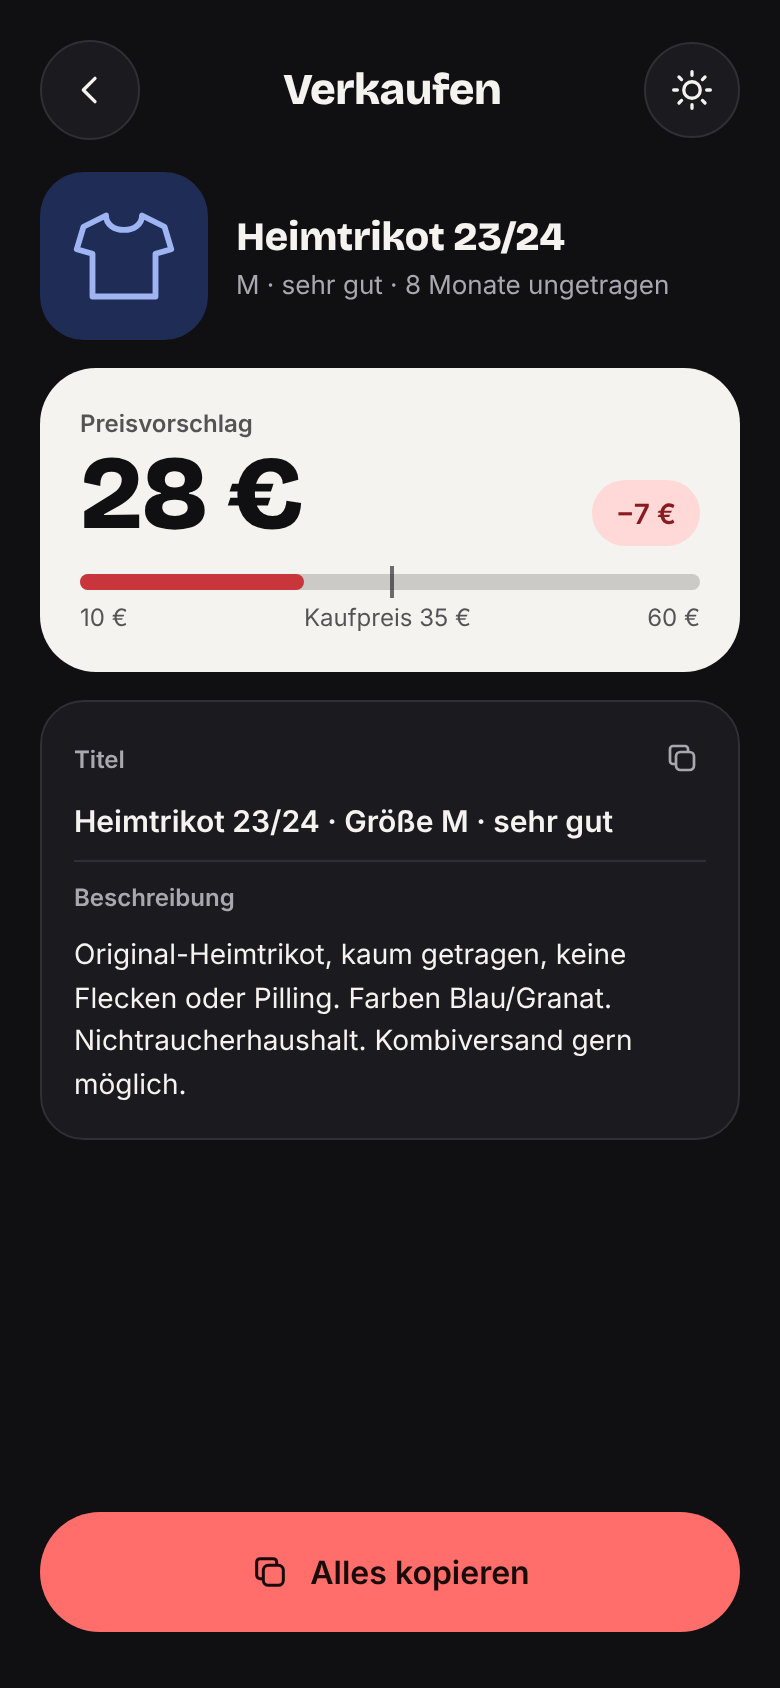 Verkaufen
Heimtrikot 23/24
M · sehr gut · 8 Monate ungetragen
Preisvorschlag
28 €
−7 €
10 €
Kaufpreis 35 €
60 €
Titel
Heimtrikot 23/24 · Größe M · sehr gut
Beschreibung
Original-Heimtrikot, kaum getragen, keine
Flecken oder Pilling. Farben Blau/Granat.
Nichtraucherhaushalt. Kombiversand gern
möglich.
Alles kopieren